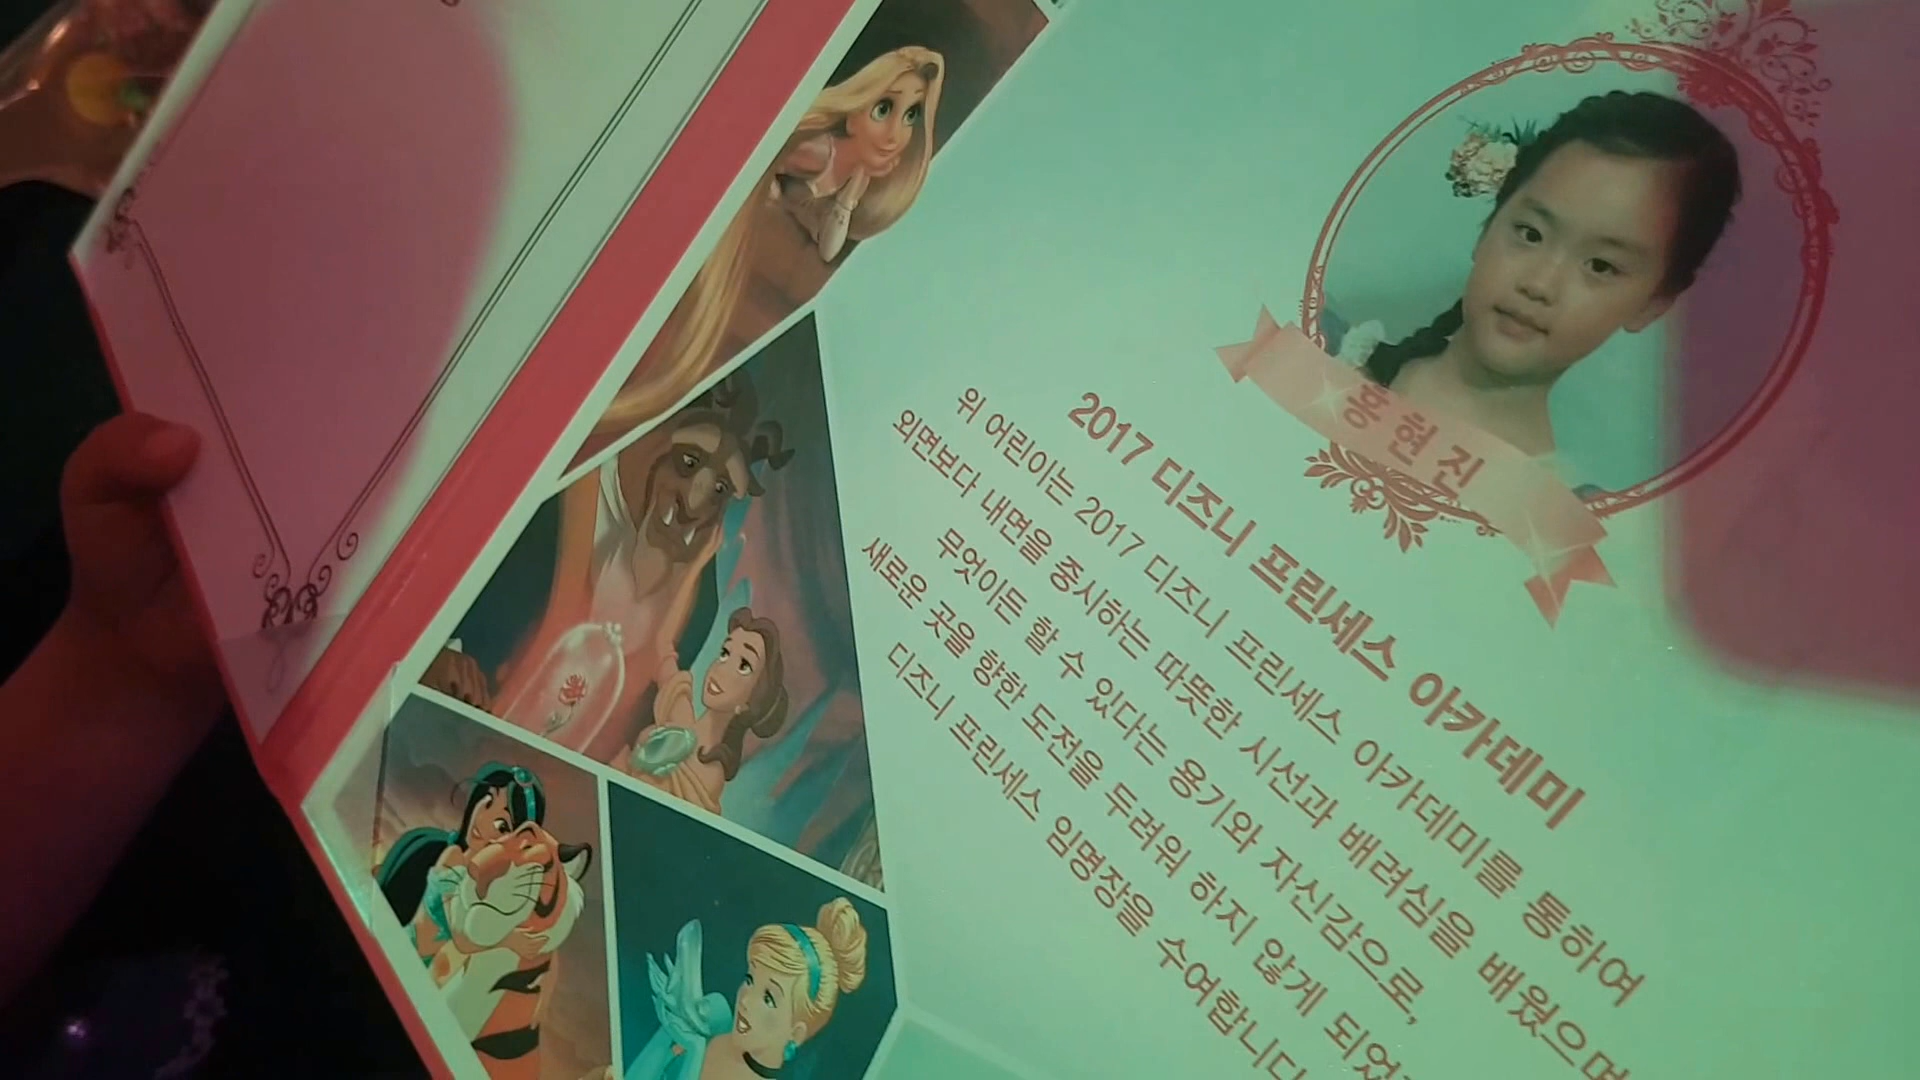 홍현진
2017 디즈니 프린세스 아카데미
위 어린이는 2017 디즈니 프린세스 아카데미를 통하여
외면보다 내면을 중시하는 따뜻한 시선과 배려심을 배웠으며
무엇이든 할 수 있다는 용기와 자신감으로,
새로운 곳을 향한 도전을 두려워 하지 않게 되었
디즈니 프린세스 임명장을 수여합니다